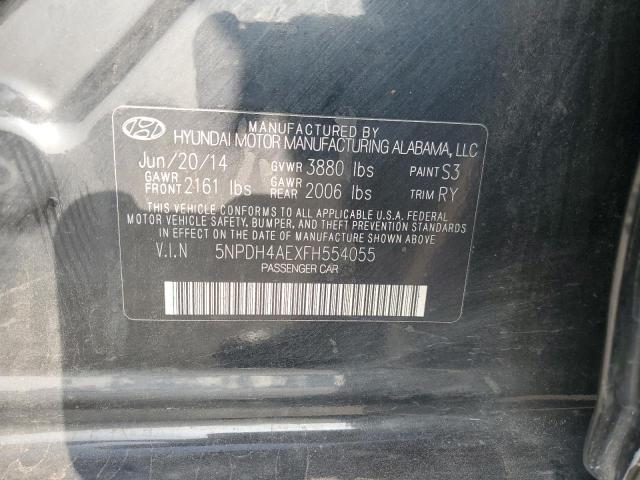 MANUFACTURED BY
HYUNDAI MOTOR MANUFACTURING ALABAMA, LLC
Jun/20/14 GVWR 3880 lbs PAINT S3
GAWR FRONT 2161 lbs GAWR REAR 2006 lbs TRIM RY
THIS VEHICLE CONFORMS TO ALL APPLICABLE U.S.A. FEDERAL
MOTOR VEHICLE SAFETY, BUMPER, AND THEFT PREVENTION STANDARDS
IN EFFECT ON THE DATE OF MANUFACTURE SHOWN ABOVE.
V.I.N 5NPDH4AEXFH554055
PASSENGER CAR